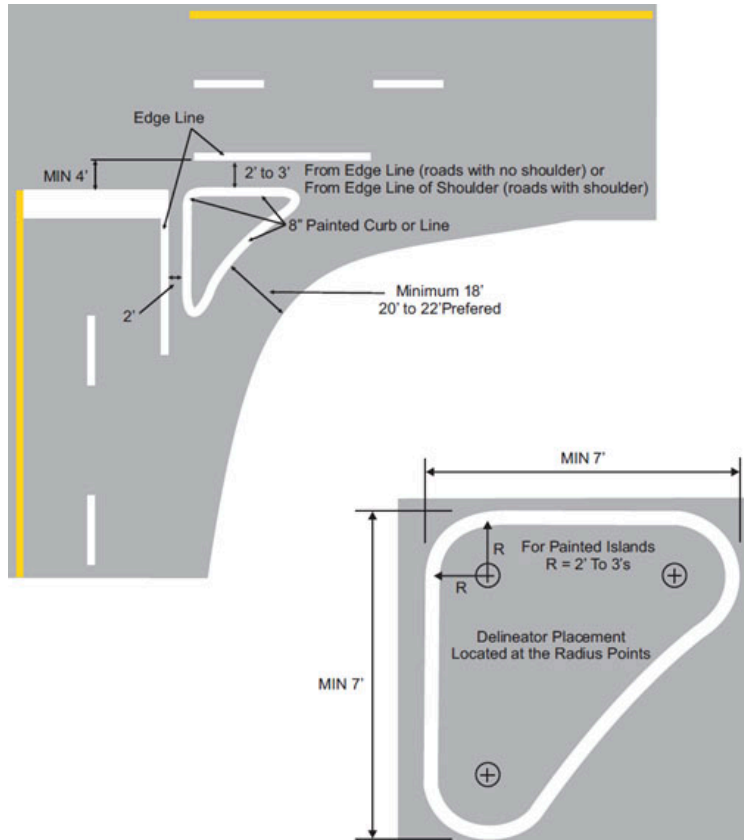 Edge Line
MIN 4'
2' to 3'
From Edge Line (roads with no shoulder) or
From Edge Line of Shoulder (roads with shoulder)
8" Painted Curb or Line
2'
Minimum 18'
20' to 22'Prefered
MIN 7'
R
For Painted Islands
R = 2' To 3's
R
Delineator Placement
Located at the Radius Points
MIN 7'